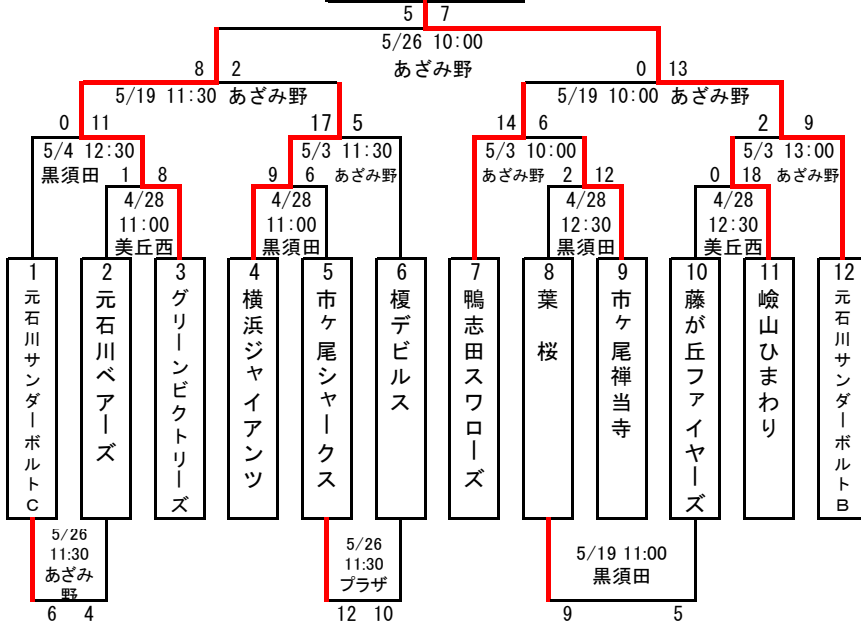 5 7
5/26 10:00
あざみ野
8 2
5/19 11:30 あざみ野
0 13
5/19 10:00 あざみ野
0 11
5/4 12:30
黒須田
17 5
5/3 11:30
あざみ野
14 6
5/3 10:00
あざみ野
2 9
5/3 13:00
あざみ野
1 8
4/28
11:00
美丘西
9 6
4/28
11:00
黒須田
2 12
4/28
12:30
黒須田
0 18
4/28
12:30
美丘西
1
元石川サンダーボルトC
2
元石川ベアーズ
3
グリーンビクトリーズ
4
横浜ジャイアンツ
5
市ヶ尾シャークス
6
榎デビルス
7
鴨志田スワローズ
8
葉桜
9
市ヶ尾禅当寺
10
藤が丘ファイヤーズ
11
嶮山ひまわり
12
元石川サンダーボルトB
5/26
11:30
あざみ
野
6 4
5/26
11:30
プラザ
12 10
5/19 11:00
黒須田
9 5